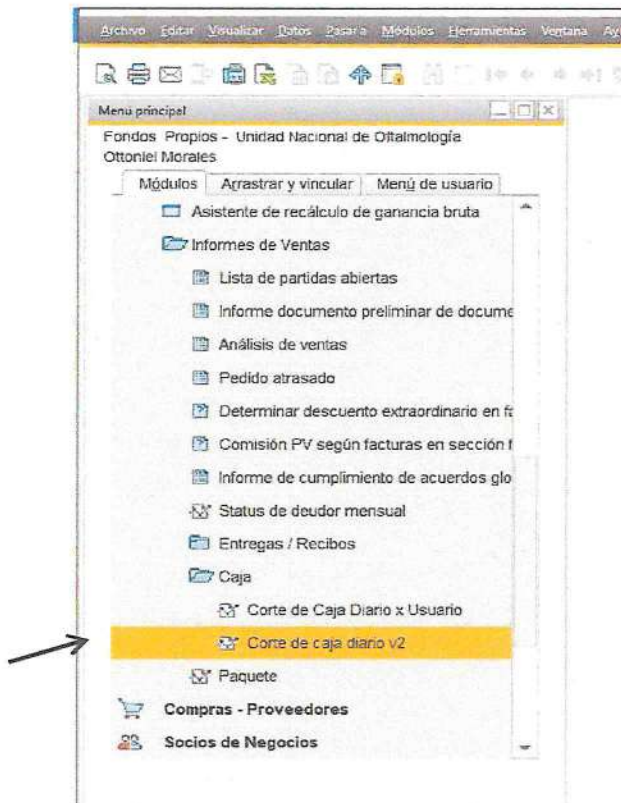 Archivo Editar Visualizar Datos Pasar a Módulos Herramientas Ventana Ay
Menú principal
Fondos Propios - Unidad Nacional de Oftalmología
Ottoniel Morales
Módulos Arrastrar y vincular Menú de usuario
Asistente de recálculo de ganancia bruta
Informes de Ventas
Lista de partidas abiertas
Informe documento preliminar de docume
Análisis de ventas
Pedido atrasado
Determinar descuento extraordinario en fa
Comisión PV según facturas en sección f
Informe de cumplimiento de acuerdos glo
Status de deudor mensual
Entregas / Recibos
Caja
Corte de Caja Diario x Usuario
Corte de caja diario v2
Paquete
Compras - Proveedores
Socios de Negocios